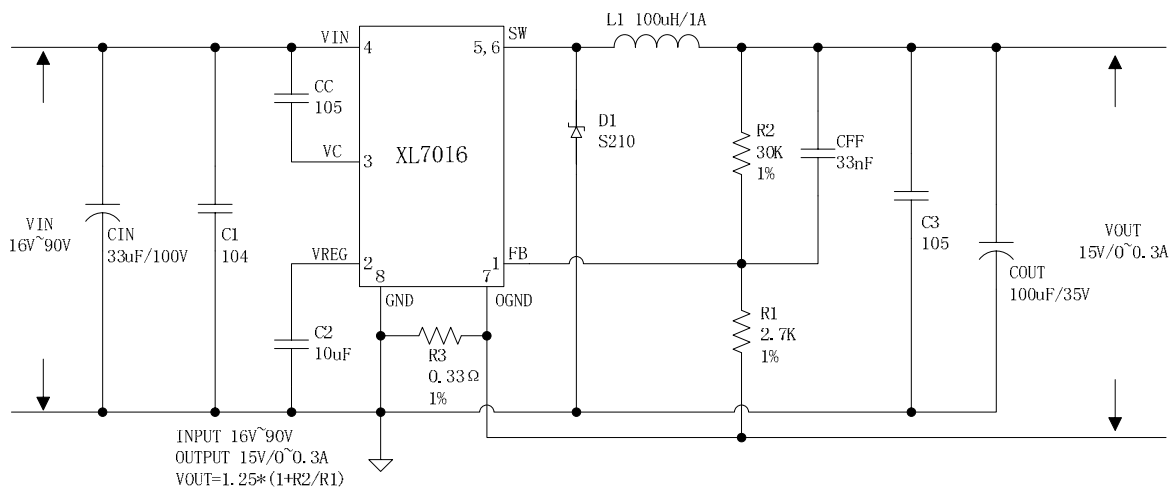 L1 100uH/1A
VIN
4
5,6
SW
CC
105
VC
3
XL7016
D1
S210
R2
30K
1%
CFF
33nF
VIN
16V~90V
CIN
33uF/100V
C1
104
VREG
2
1
FB
8
7
GND
OGND
C3
105
VOUT
15V/0~0.3A
COUT
100uF/35V
C2
10uF
R3
0.33Ω
1%
R1
2.7K
1%
INPUT 16V~90V
OUTPUT 15V/0~0.3A
VOUT=1.25*(1+R2/R1)